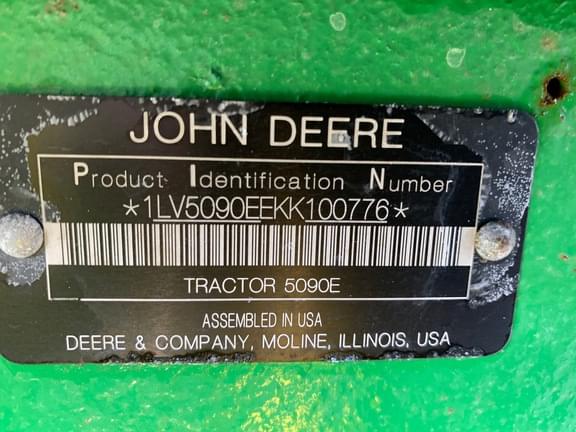 JOHN DEERE
Product Identification Number
*1LV5090EEKK100776*
TRACTOR 5090E
ASSEMBLED IN USA
DEERE & COMPANY, MOLINE, ILLINOIS, USA